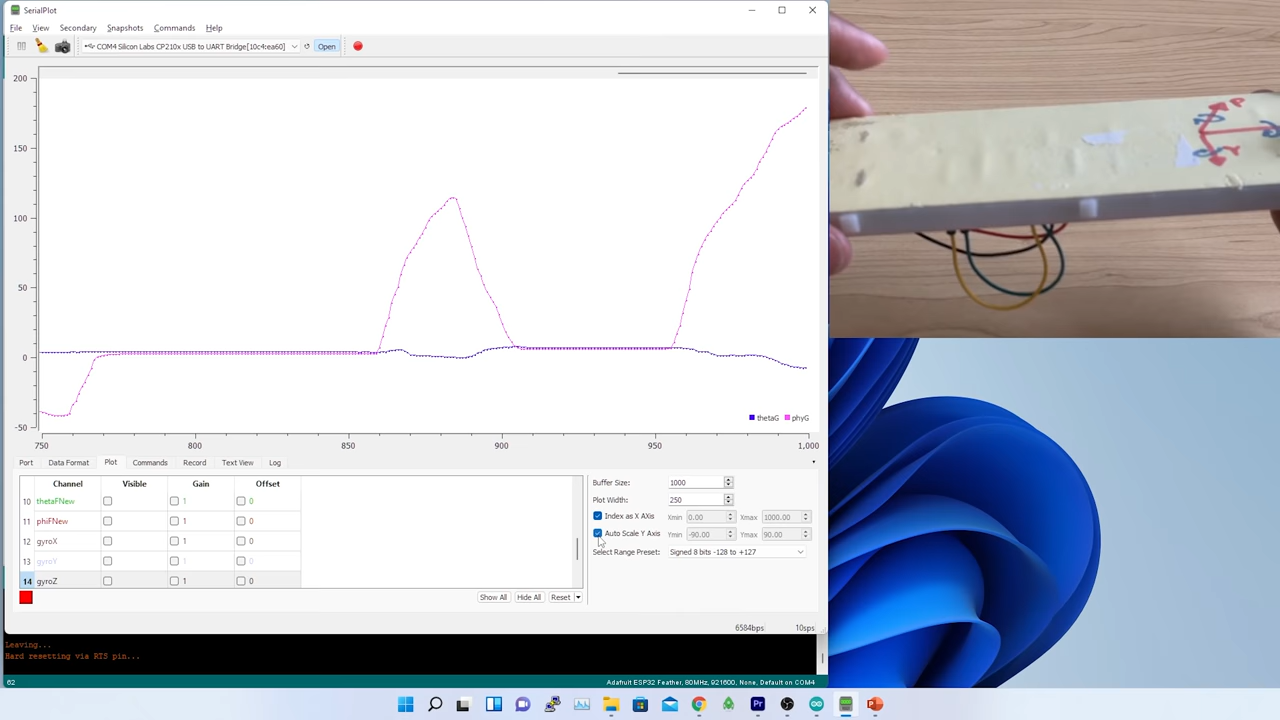 SerialPlot
File View Secondary Snapshots Commands Help
COM4 Silicon Labs CP210x USB to UART Bridge[10c4:ea60] Open
200
150
100
50
0
-50
thetaG phyG
750 800 850 900 950 1,000
Port Data Format Plot Commands Record Text View Log
Channel Visible Gain Offset
10 thetaFNew 1 0
11 phiFNew 1 0
12 gyroX 1 0
13 gyroY 1 0
14 gyroZ 1 0
Show All Hide All Reset
Buffer Size: 1000
Plot Width: 250
Index as X AXis Xmin 0.00 Xmax 1000.00
Auto Scale Y Axis Ymin -90.00 Ymax 90.00
Select Range Preset: Signed 8 bits -128 to +127
6584bps 10sps
Leaving...
Hard resetting via RTS pin...
62 Adafruit ESP32 Feather, 80MHz, 921600, None, Default on COM4
P
Pr